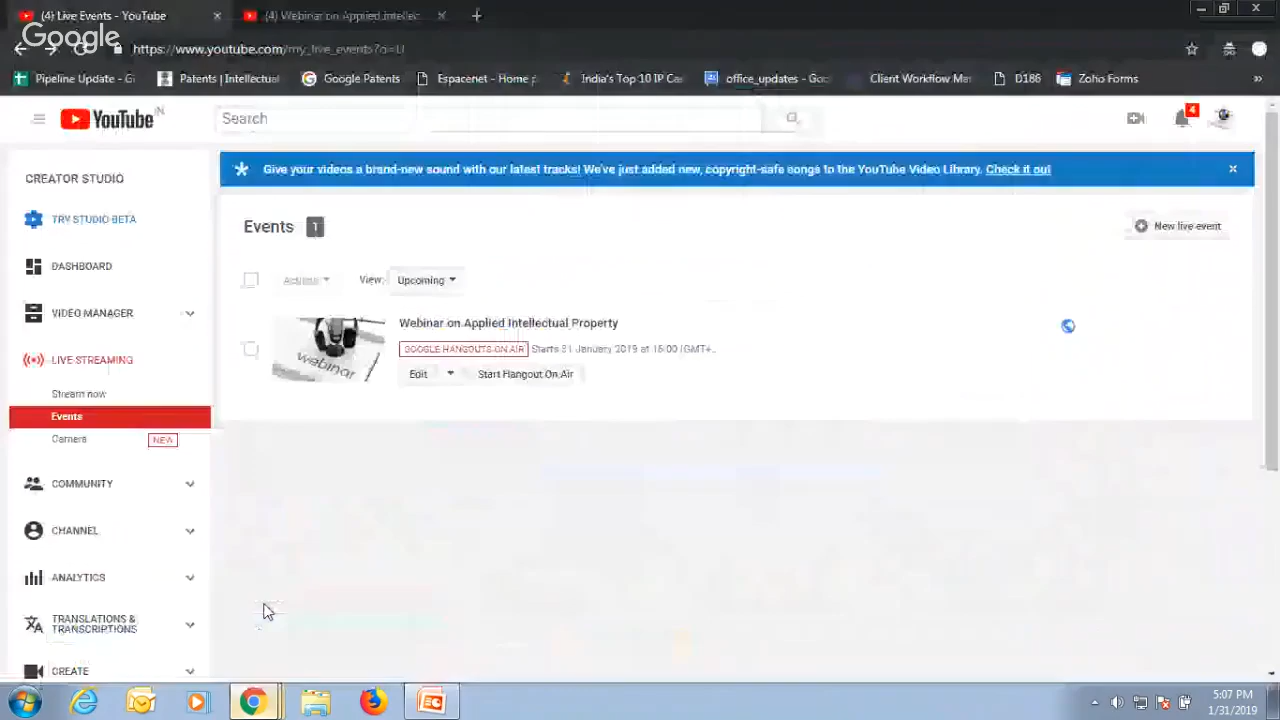 (4) Live Events - YouTube
(4) Webinar on Applied Intellec
Google
https://www.youtube.com/my_live_events?o=U
Pipeline Update - G
Patents | Intellectual
Google Patents
Espacenet - Home p
India's Top 10 IP Ca
office_updates - Goo
Client Workflow Man
D186
Zoho Forms
»
YouTube IN
Search
4
CREATOR STUDIO
TRY STUDIO BETA
DASHBOARD
VIDEO MANAGER
LIVE STREAMING
Stream now
Events
Camera NEW
COMMUNITY
CHANNEL
ANALYTICS
TRANSLATIONS &
TRANSCRIPTIONS
CREATE
Give your videos a brand-new sound with our latest tracks! We've just added new, copyright-safe songs to the YouTube Video Library. Check it out
Events 1
New live event
Actions
View: Upcoming
Webinar on Applied Intellectual Property
GOOGLE HANGOUTS ON AIR Starts 31 January 2019 at 15:00 (GMT+..
Edit
Start Hangout On Air
webinar
5:07 PM
1/31/2019